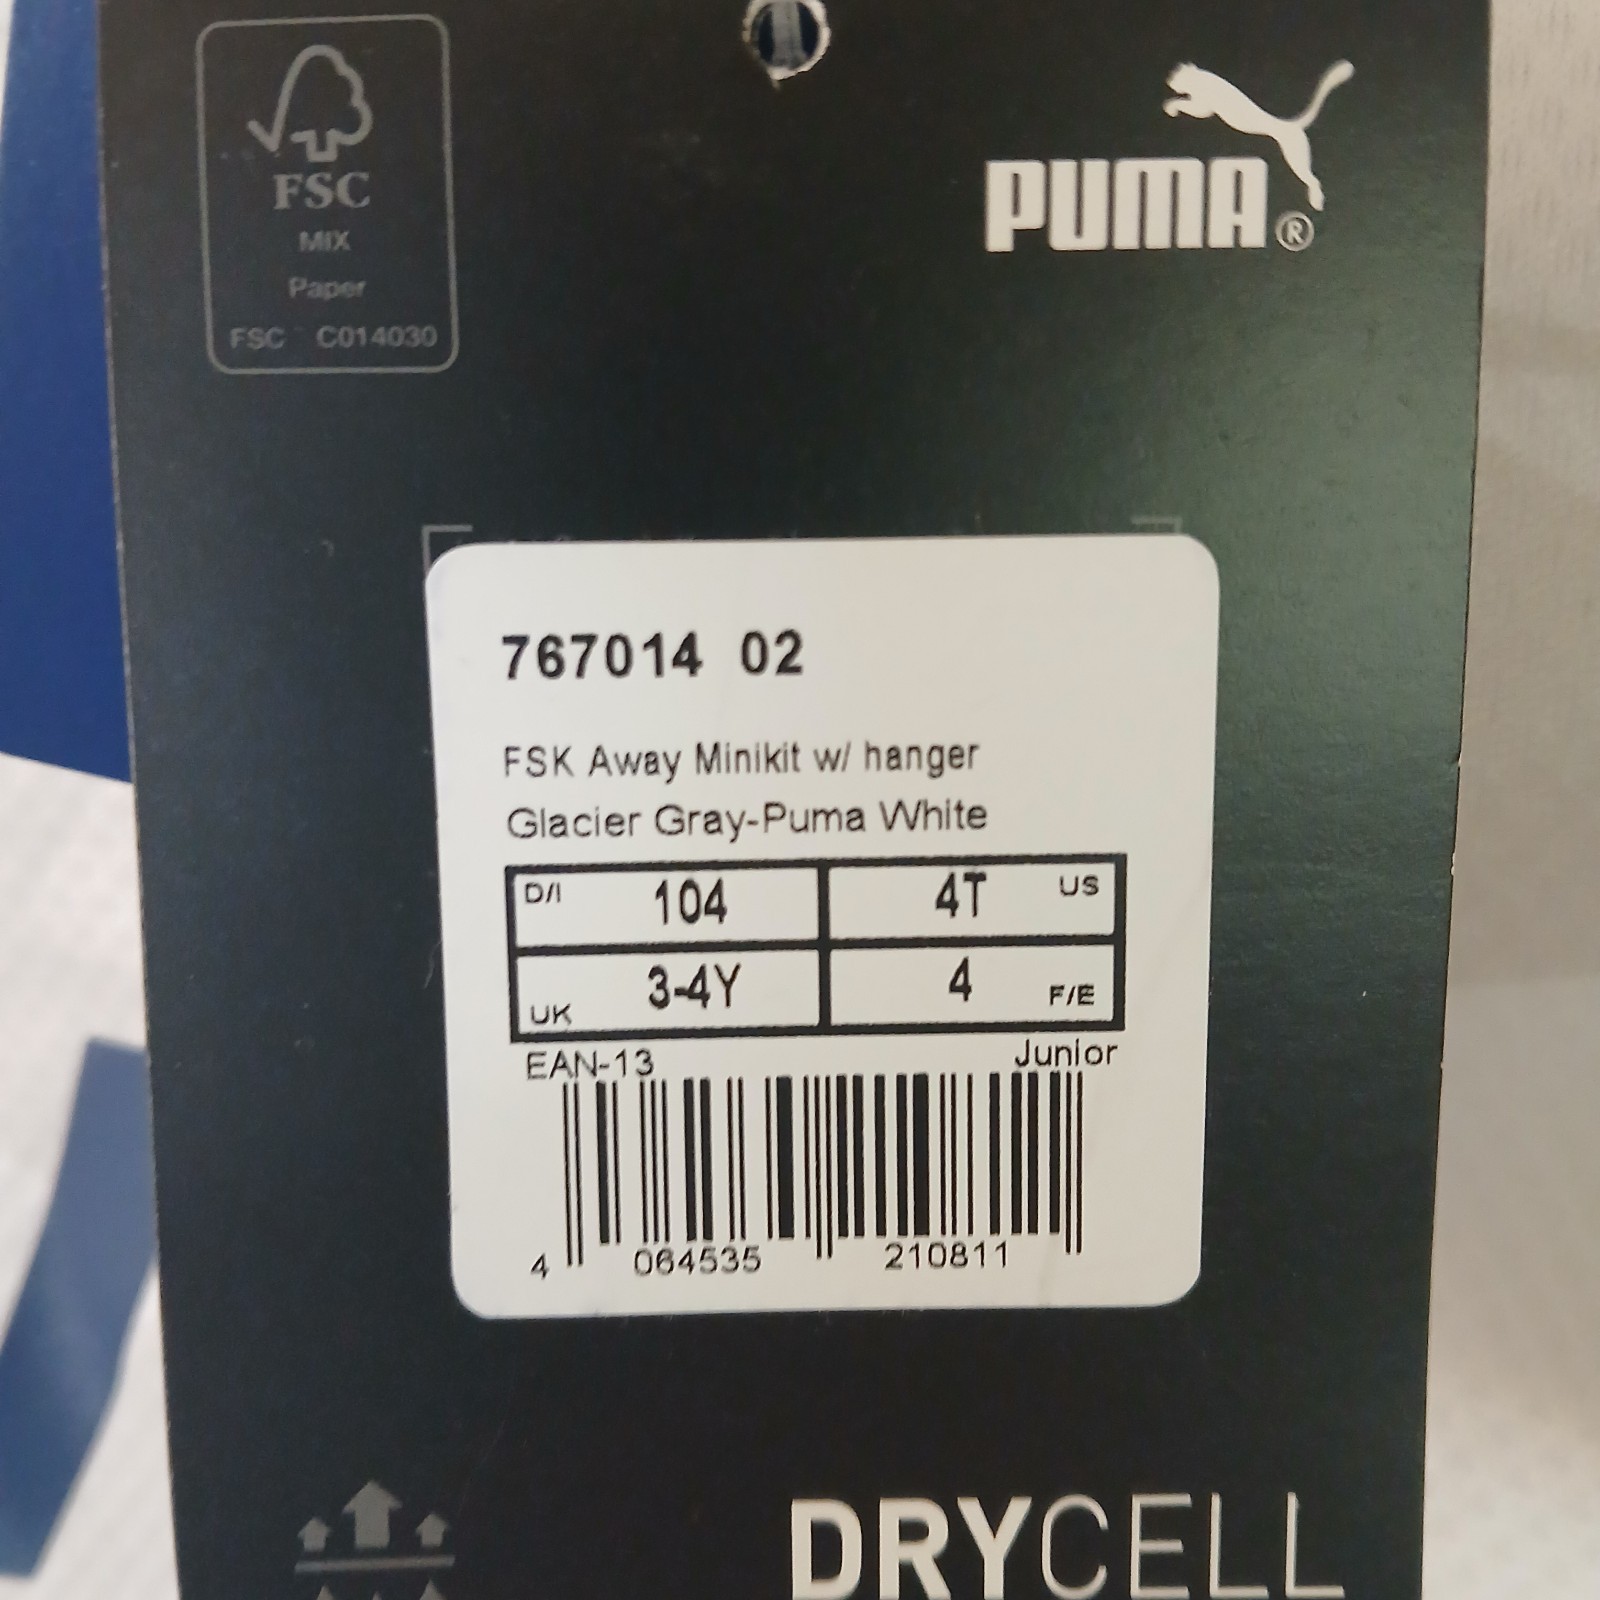 FSC
MIX
Paper
FSC C014030
PUMA®
767014 02
FSK Away Minikit w/ hanger
Glacier Gray-Puma White
D/I 104 4T US
UK 3-4Y 4 F/E
EAN-13 Junior
4 064535 210811
DRYCELL